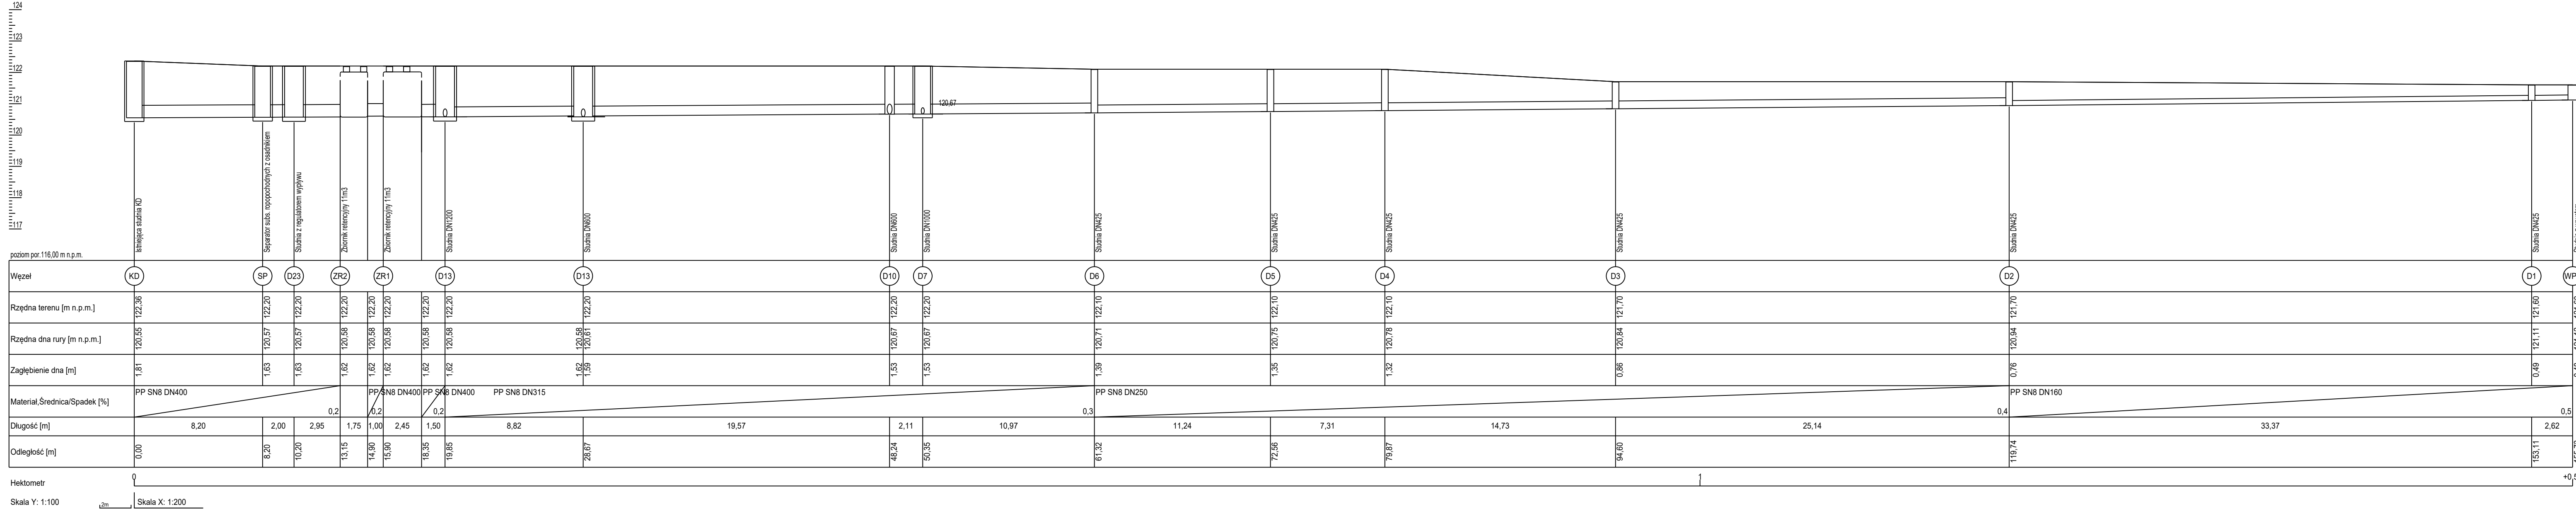 124
123
122
121
120
119
118
117
120,67
Istniejąca studnia KD
Separator subs. ropopochodnych z osadnikiem
Studnia z regulatorem wypływu
Zbiornik retencyjny 11m3
Zbiornik retencyjny 11m3
Studnia DN1200
Studnia DN600
Studnia DN600
Studnia DN1000
Studnia DN425
Studnia DN425
Studnia DN425
Studnia DN425
Studnia DN425
Studnia DN425
poziom por.116,00 m n.p.m.
Węzeł KD SP D23 ZR2 ZR1 D13 D13 D10 D7 D6 D5 D4 D3 D2 D1 WP
Rzędna terenu [m n.p.m.] 122,36 122,20 122,20 122,20 122,20 122,20 122,20 122,20 122,20 122,20 122,20 122,10 122,10 122,10 121,70 121,70 121,60
Rzędna dna rury [m n.p.m.] 120,55 120,57 120,57 120,58 120,58 120,58 120,58 120,58 120,58 120,61 120,67 120,67 120,71 120,75 120,78 120,84 120,94 121,11
Zagłębienie dna [m] 1,81 1,63 1,63 1,62 1,62 1,62 1,62 1,62 1,62 1,59 1,53 1,53 1,39 1,35 1,32 0,86 0,76 0,49
PP SN8 DN400 PP SN8 DN400 PP SN8 DN400 PP SN8 DN315 PP SN8 DN250 PP SN8 DN160
Materiał,Średnica/Spadek [%] 0,2 0,2 0,2 0,3 0,4 0,5
Długość [m] 8,20 2,00 2,95 1,75 1,00 2,45 1,50 8,82 19,57 2,11 10,97 11,24 7,31 14,73 25,14 33,37 2,62
Odległość [m] 0,00 8,20 10,20 13,15 14,90 15,90 18,35 19,85 28,67 48,24 50,35 61,32 72,56 79,87 94,60 119,74 153,11
Hektometr 0 1 +0,5
Skala Y: 1:100 2m Skala X: 1:200